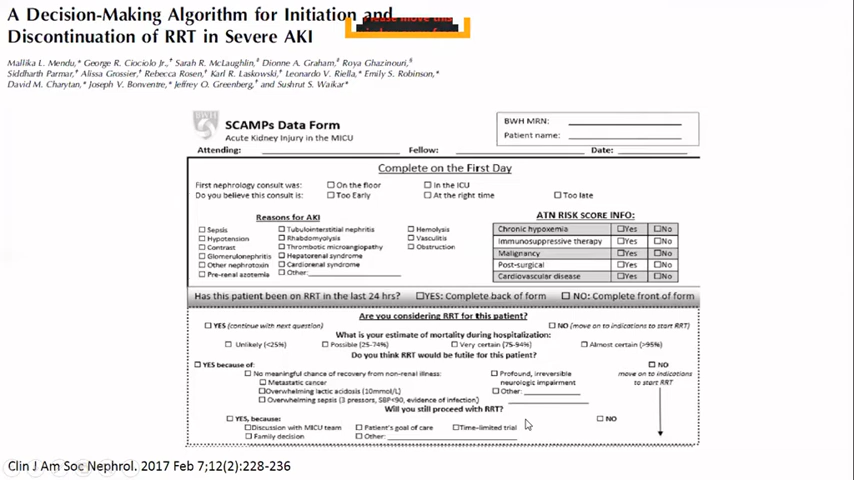 A Decision-Making Algorithm for Initiation and
Please move this
Discontinuation of RRT in Severe AKI
Mallika L. Mendu,* George R. Ciociolo Jr.,† Sarah R. McLaughlin,‡ Dionne A. Graham,‡ Roya Ghazinouri,§
Siddharth Parmar,† Alissa Grossier,† Rebecca Rosen,† Karl R. Laskowski,† Leonardo V. Riella,* Emily S. Robinson,*
David M. Charytan,* Joseph V. Bonventre,* Jeffrey O. Greenberg,† and Sushrut S. Waikar*
BWH
SCAMPs Data Form
Acute Kidney Injury in the MICU
BWH MRN:
Patient name:
Attending: Fellow: Date:
Complete on the First Day
First nephrology consult was: On the floor In the ICU
Do you believe this consult is: Too Early At the right time Too late
Reasons for AKI
Sepsis Tubulointerstitial nephritis Hemolysis
Hypotension Rhabdomyolysis Vasculitis
Contrast Thrombotic microangiopathy Obstruction
Glomerulonephritis Hepatorenal syndrome
Other nephrotoxin Cardiorenal syndrome
Pre-renal azotemia Other:
ATN RISK SCORE INFO:
Chronic hypoxemia Yes No
Immunosuppressive therapy Yes No
Malignancy Yes No
Post-surgical Yes No
Cardiovascular disease Yes No
Has this patient been on RRT in the last 24 hrs? YES: Complete back of form NO: Complete front of form
Are you considering RRT for this patient?
YES (continue with next question) NO (move on to indications to start RRT)
What is your estimate of mortality during hospitalization:
Unlikely (<25%) Possible (25-74%) Very certain (75-94%) Almost certain (>95%)
Do you think RRT would be futile for this patient?
YES because of: NO
No meaningful chance of recovery from non-renal illness: Profound, irreversible move on to indications
Metastatic cancer neurologic impairment to start RRT
Overwhelming lactic acidosis (10mmol/L) Other:
Overwhelming sepsis (3 pressors, SBP<90, evidence of infection)
Will you still proceed with RRT?
YES, because: NO
Discussion with MICU team Patient's goal of care Time-limited trial
Family decision Other:
Clin J Am Soc Nephrol. 2017 Feb 7;12(2):228-236